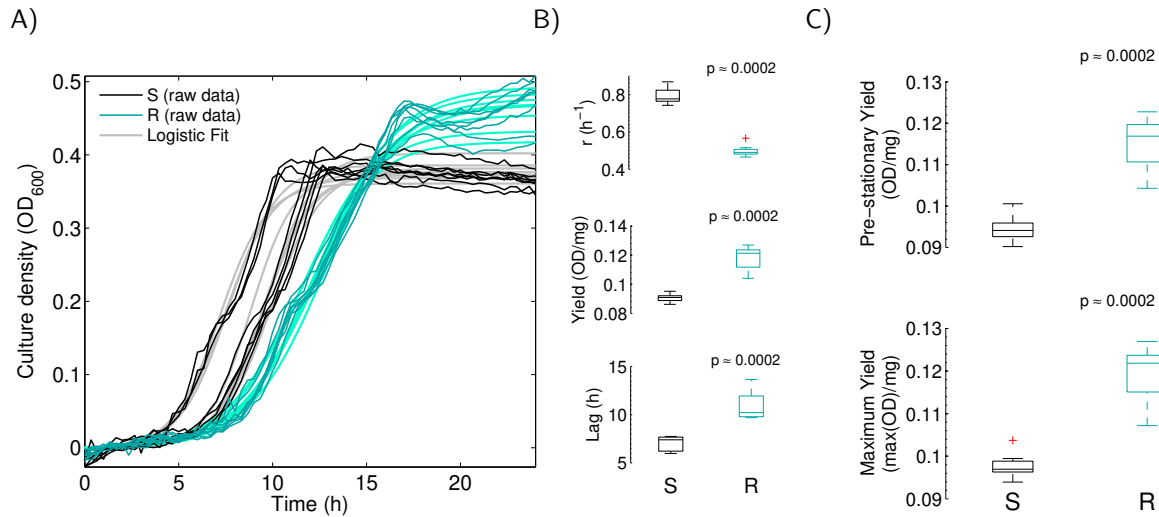 A)
B)
C)
0.5
0.4
0.3
0.2
0.1
0
Culture density (OD600)
S (raw data)
R (raw data)
Logistic Fit
0
5
10
15
20
Time (h)
p ≈ 0.0002
0.8
0.6
0.4
r (h−1)
p ≈ 0.0002
0.14
0.12
0.1
0.08
Yield (OD/mg)
p ≈ 0.0002
15
10
5
Lag (h)
S
R
p ≈ 0.0002
0.13
0.12
0.11
0.1
0.09
Pre−stationary Yield
(OD/mg)
p ≈ 0.0002
0.13
0.12
0.12
0.1
0.09
Maximum Yield
(max(OD)/mg)
S
R